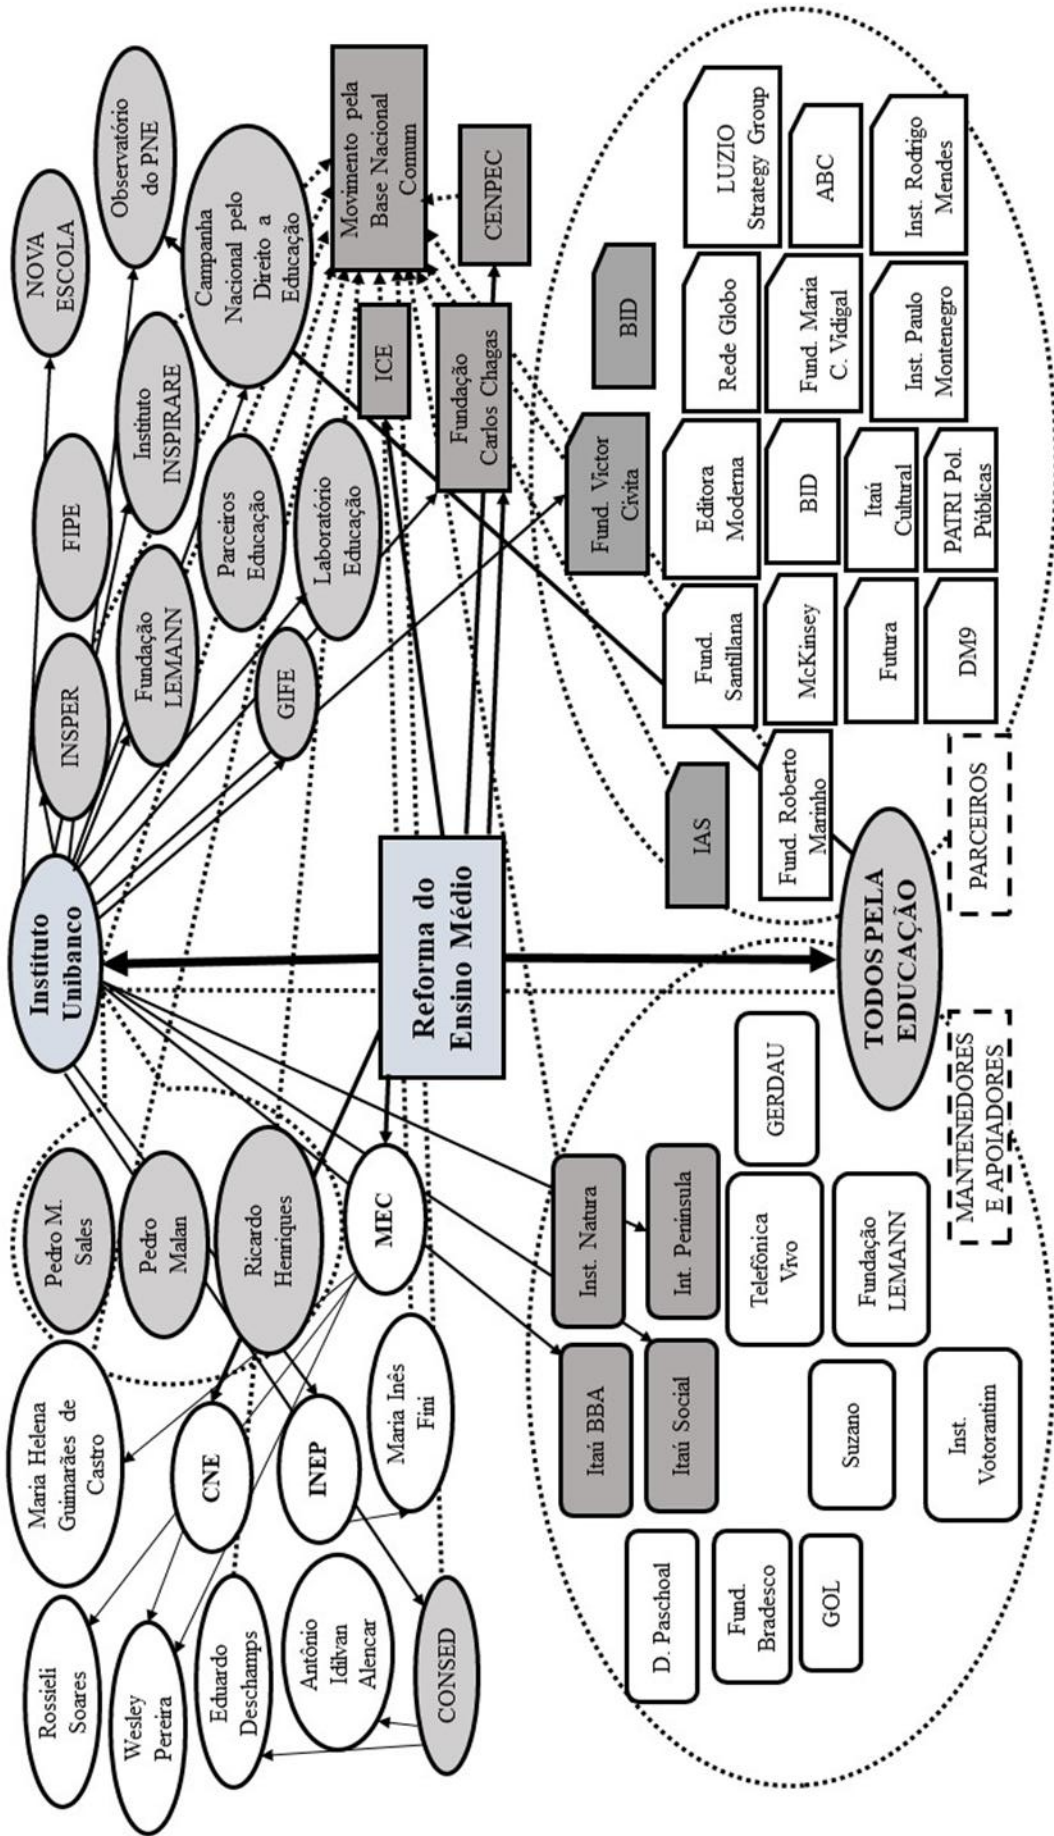 Rossieli
Soares
Maria Helena
Guimarães de
Castro
Pedro M.
Sales
Instituto
Unibanco
INSPER
FIPE
NOVA
ESCOLA
Observatório
do PNE
Wesley
Pereira
CNE
Pedro
Malan
Fundação
LEMANN
Instituto
INSPIRARE
Campanha
Nacional pelo
Direito a
Educação
Eduardo
Deschamps
INEP
Ricardo
Henriques
Parceiros
Educação
GIFE
Laboratório
Educação
Antônio
Idilvan
Alencar
Maria Inês
Fini
MEC
ICE
Movimento pela
Base Nacional
Comum
CONSED
Reforma do
Ensino Médio
Fundação
Carlos Chagas
CENPEC
Itaú BBA
Inst. Natura
Fund. Victor
Civita
BID
D. Paschoal
Itaú Social
Int. Península
IAS
Fund.
Santillana
Editora
Moderna
Rede Globo
LUZIO
Strategy Group
Fund.
Bradesco
Telefônica
Vivo
GERDAU
Fund. Roberto
Marinho
McKinsey
BID
Fund. Maria
C. Vidigal
ABC
GOL
Suzano
Fundação
LEMANN
TODOS PELA
EDUCAÇÃO
Futura
Itaú
Cultural
Inst. Paulo
Montenegro
Inst. Rodrigo
Mendes
Inst.
Votorantim
MANTENEDORES
E APOIADORES
PARCEIROS
DM9
PATRI Pol.
Públicas